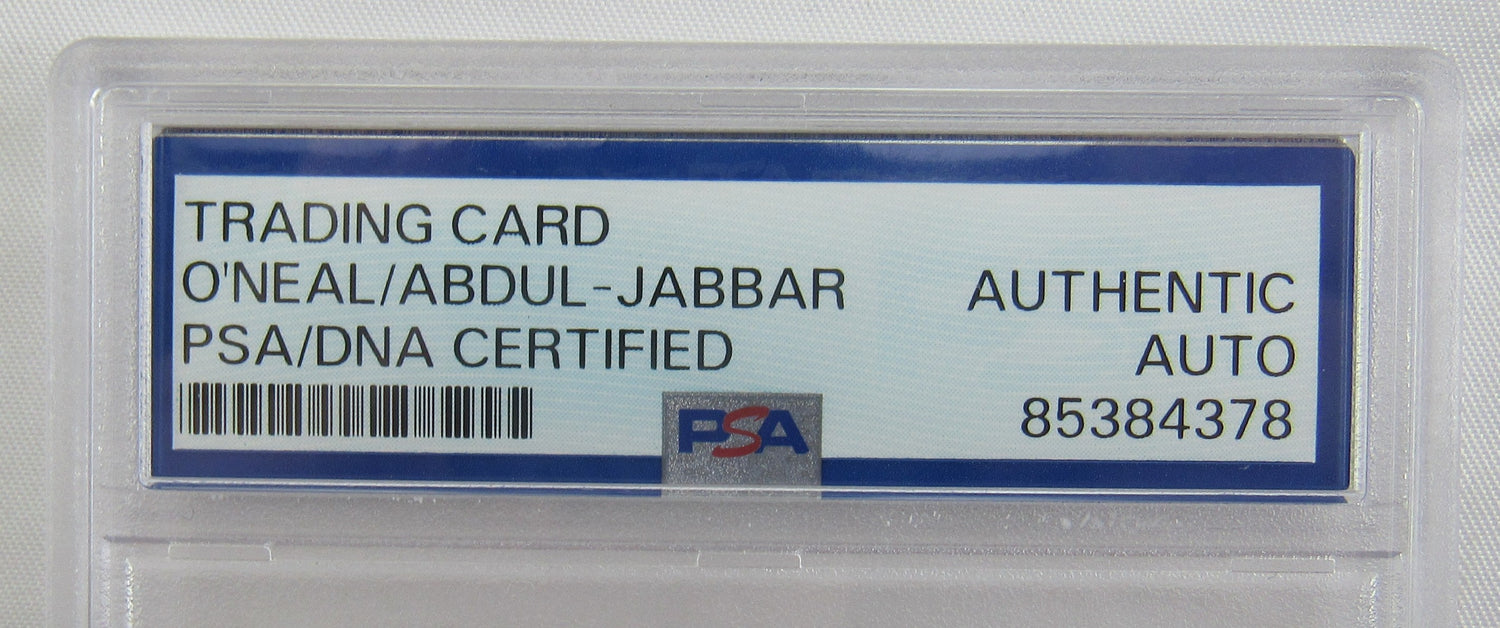 TRADING CARD
O'NEAL/ABDUL-JABBAR
PSA/DNA CERTIFIED
AUTHENTIC
AUTO
85384378
PSA